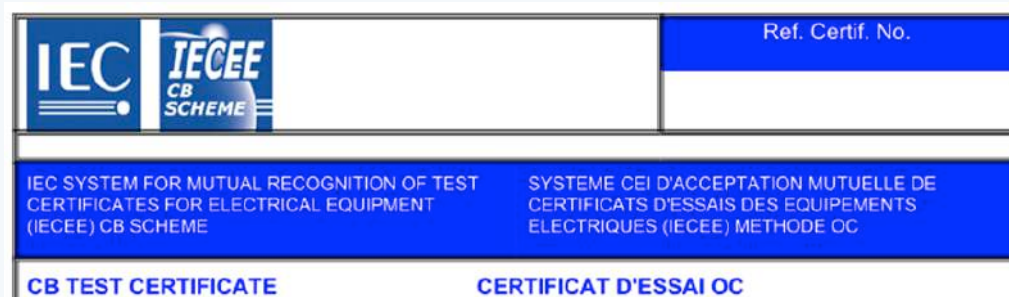 IEC
IECEE
CB
SCHEME
Ref. Certif. No.
IEC SYSTEM FOR MUTUAL RECOGNITION OF TEST
CERTIFICATES FOR ELECTRICAL EQUIPMENT
(IECEE) CB SCHEME
SYSTEME CEI D'ACCEPTATION MUTUELLE DE
CERTIFICATS D'ESSAIS DES EQUIPEMENTS
ELECTRIQUES (IECEE) METHODE OC
CB TEST CERTIFICATE
CERTIFICAT D'ESSAI OC